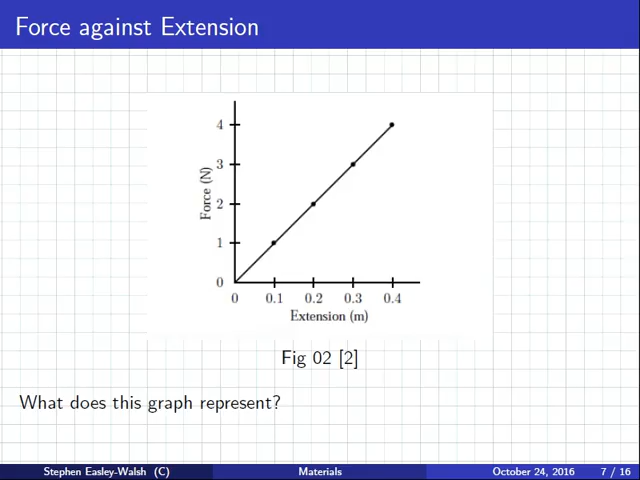 Force against Extension
4
3
2
1
0
Force (N)
0 0.1 0.2 0.3 0.4
Extension (m)
Fig 02 [2]
What does this graph represent?
Stephen Easley-Walsh (C) Materials October 24, 2016 7 / 16